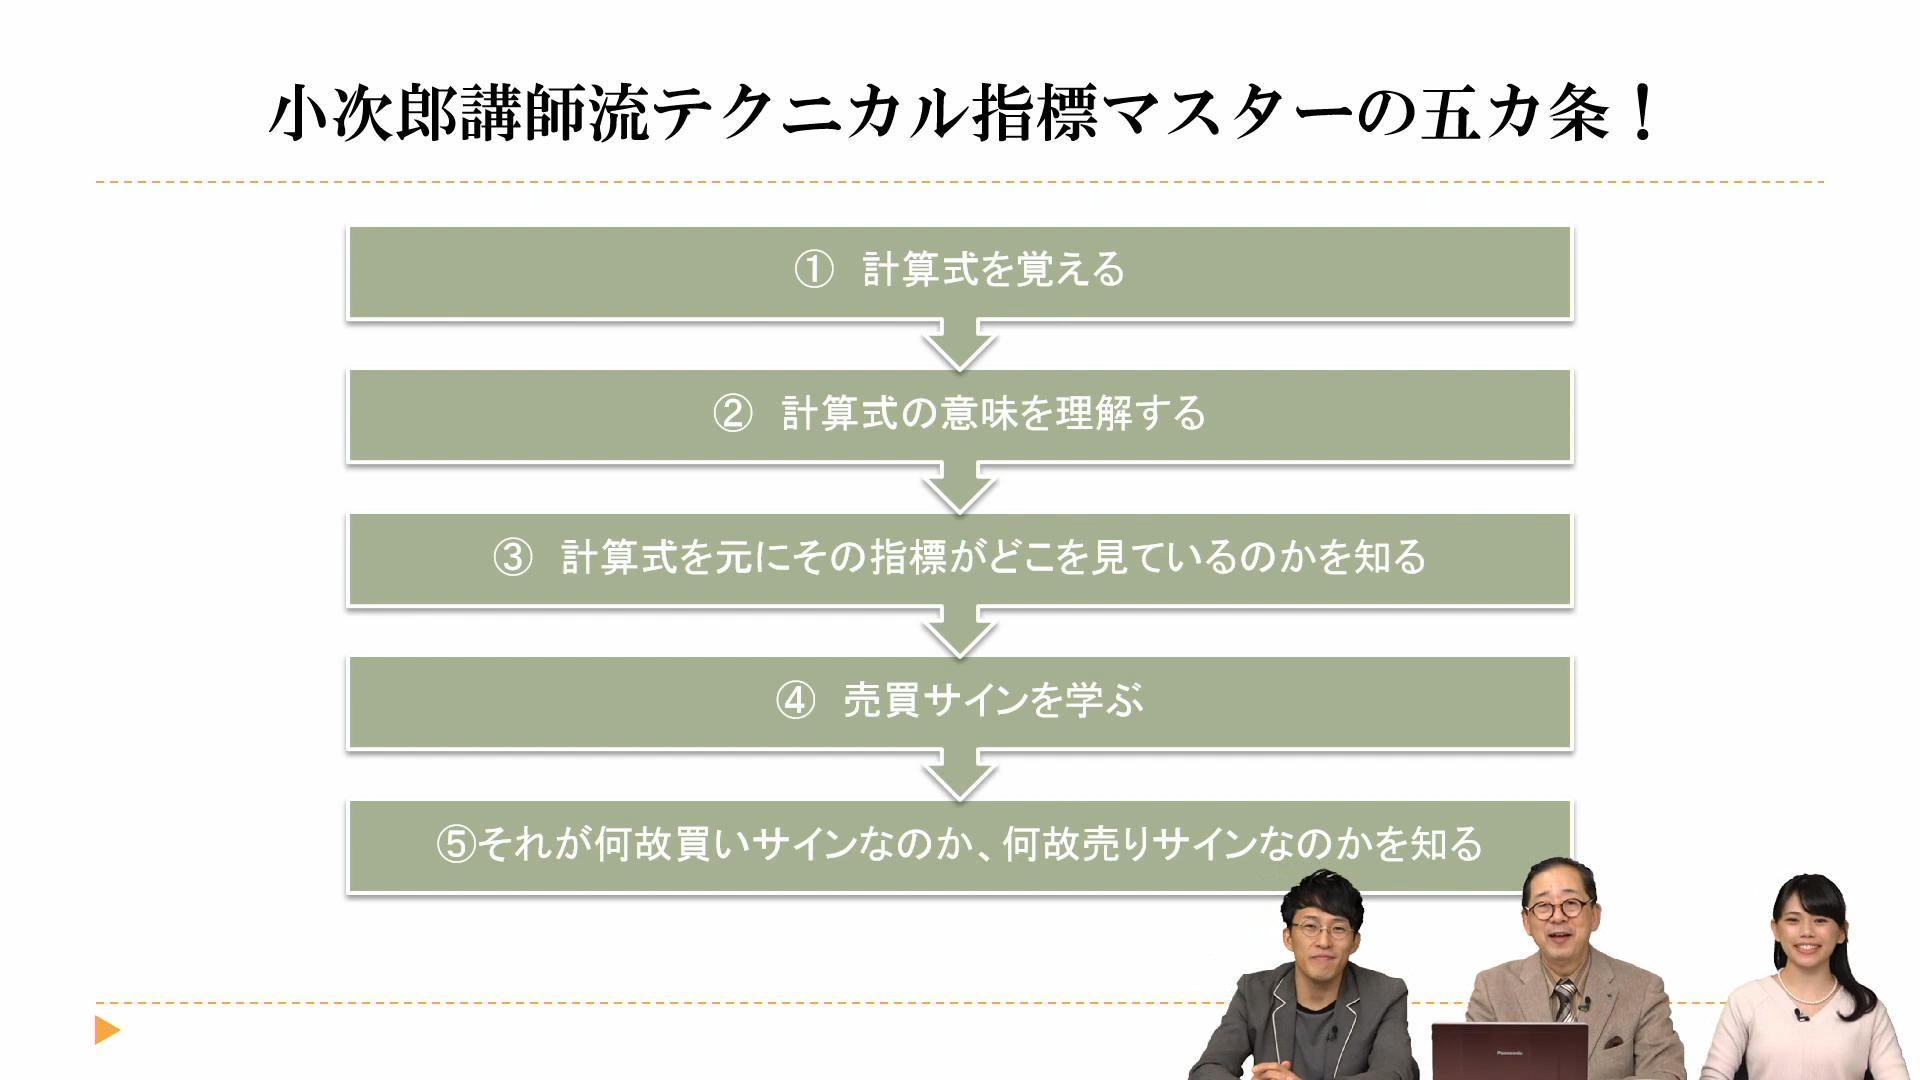 小次郎講師流テクニカル指標マスターの五カ条！
① 計算式を覚える
② 計算式の意味を理解する
③ 計算式を元にその指標がどこを見ているのかを知る
④ 売買サインを学ぶ
⑤それが何故買いサインなのか、何故売りサインなのかを知る
Panasonic